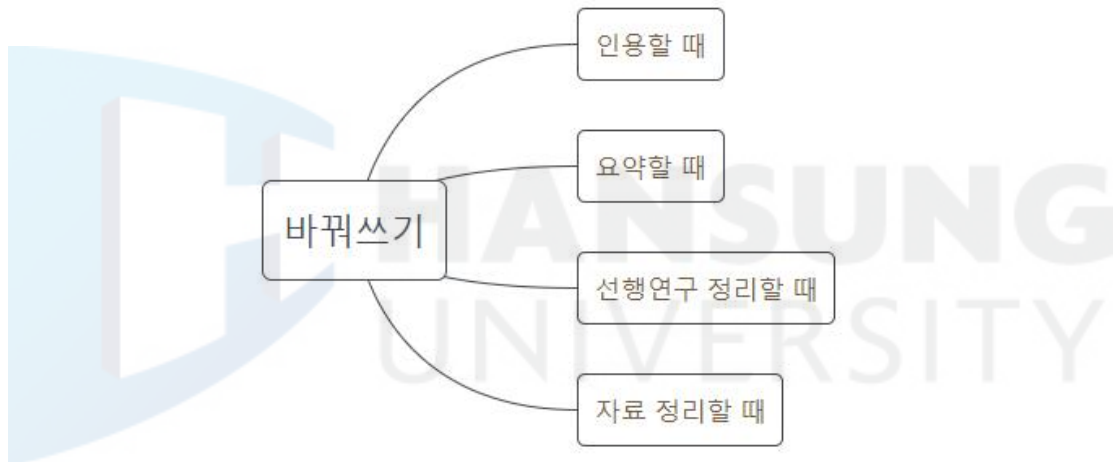 인용할 때
요약할 때
바꿔쓰기
선행연구 정리할 때
자료 정리할 때
HANSUNG
UNIVERSITY